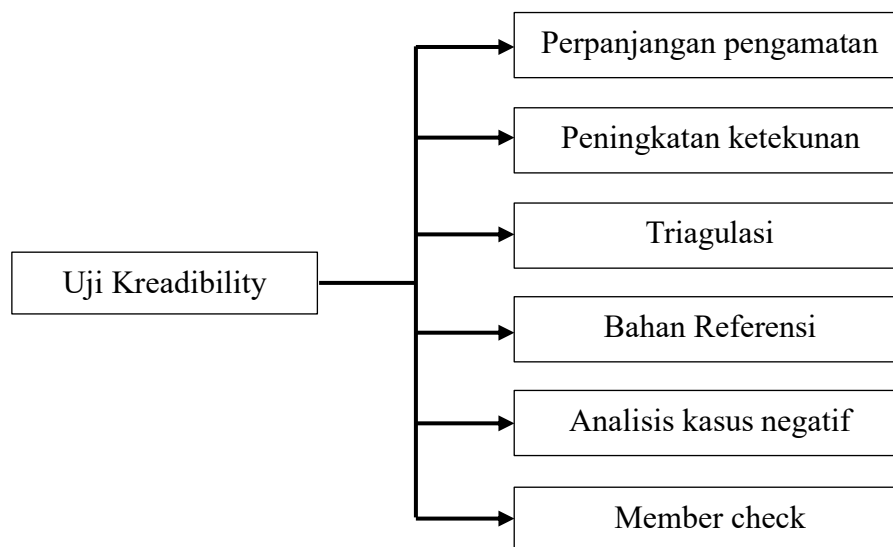 Perpanjangan pengamatan
Peningkatan ketekunan
Triagulasi
Uji Kreadibility
Bahan Referensi
Analisis kasus negatif
Member check